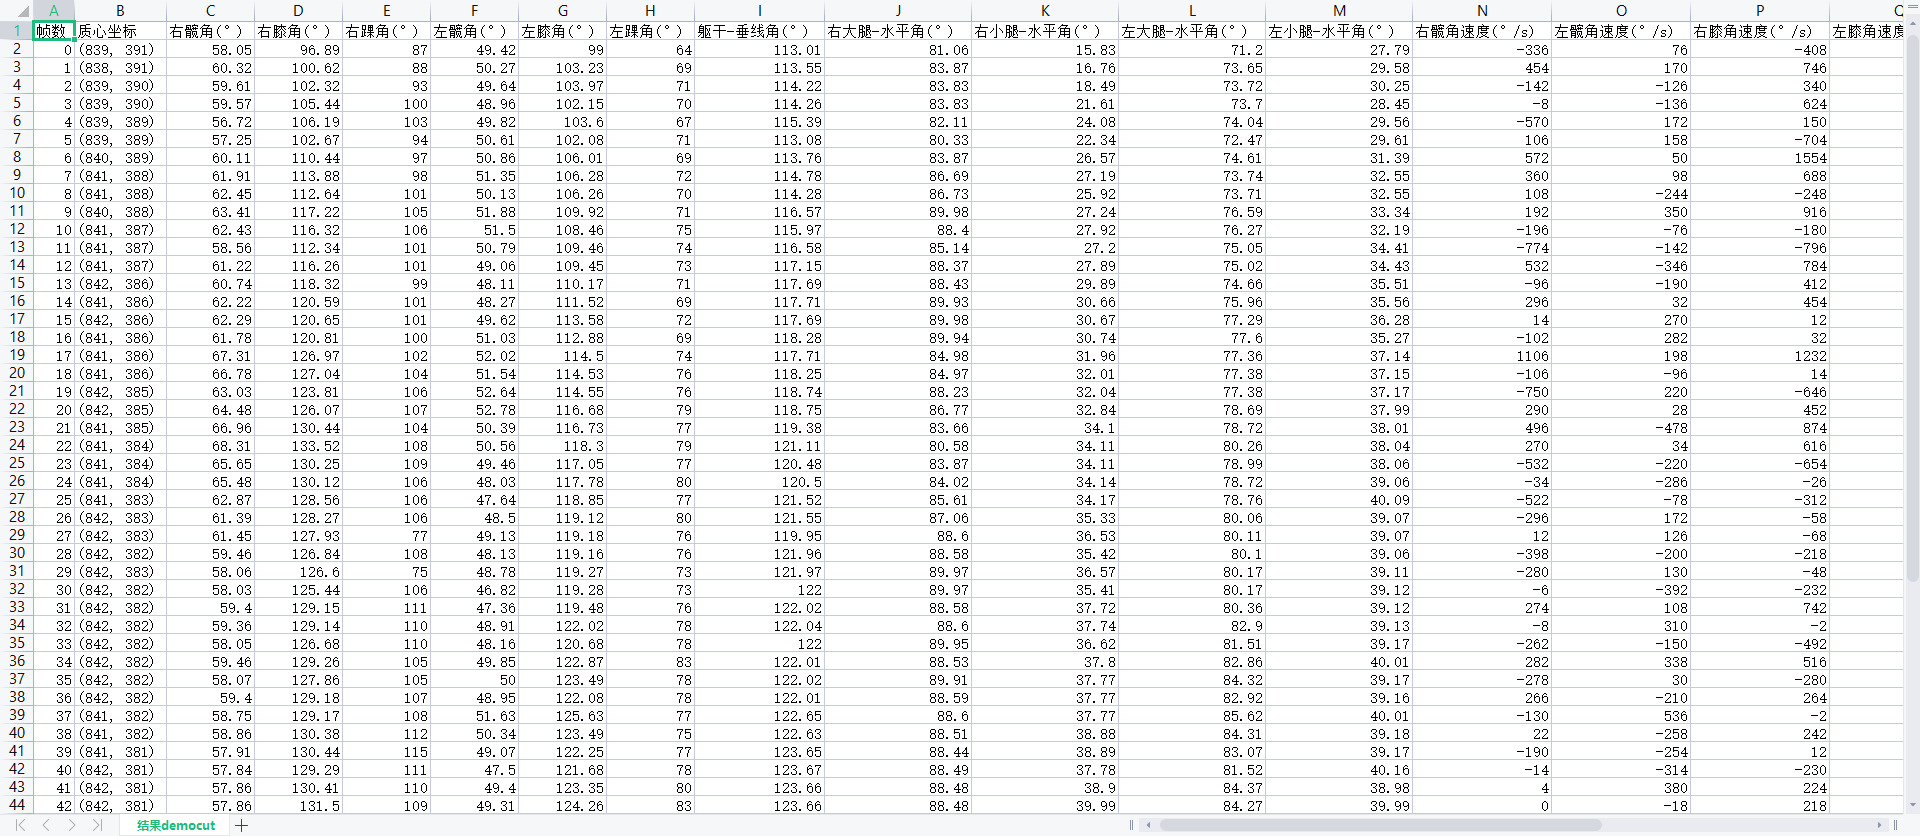 A B C D E F G H I J K L M N O P Q
1 帧数 质心坐标 右髋角(°) 右膝角(°) 右踝角(°) 左髋角(°) 左膝角(°) 左踝角(°) 躯干-垂线角(°) 右大腿-水平角(°) 右小腿-水平角(°) 左大腿-水平角(°) 左小腿-水平角(°) 右髋角速度(°/s) 左髋角速度(°/s) 右膝角速度(°/s) 左膝角速度
2 0 (839, 391) 58.05 96.89 87 49.42 99 64 113.01 81.06 15.83 71.2 27.79 -336 76 -408
3 1 (838, 391) 60.32 100.62 88 50.27 103.23 69 113.55 83.87 16.76 73.65 29.58 454 170 746
4 2 (839, 390) 59.61 102.32 93 49.64 103.97 71 114.22 83.83 18.49 73.72 30.25 -142 -126 340
5 3 (839, 390) 59.57 105.44 100 48.96 102.15 70 114.26 83.83 21.61 73.7 28.45 -8 -136 624
6 4 (839, 389) 56.72 106.19 103 49.82 103.6 67 115.39 82.11 24.08 74.04 29.56 -570 172 150
7 5 (839, 389) 57.25 102.67 94 50.61 102.08 71 113.08 80.33 22.34 72.47 29.61 106 158 -704
8 6 (840, 389) 60.11 110.44 97 50.86 106.01 69 113.76 83.87 26.57 74.61 31.39 572 50 1554
9 7 (841, 388) 61.91 113.88 98 51.35 106.28 72 114.78 86.69 27.19 73.74 32.55 360 98 688
10 8 (841, 388) 62.45 112.64 101 50.13 106.26 70 114.28 86.73 25.92 73.71 32.55 108 -244 -248
11 9 (840, 388) 63.41 117.22 105 51.88 109.92 71 116.57 89.98 27.24 76.59 33.34 192 350 916
12 10 (841, 387) 62.43 116.32 106 51.5 108.46 75 115.97 88.4 27.92 76.27 32.19 -196 -76 -180
13 11 (841, 387) 58.56 112.34 101 50.79 109.46 74 116.58 85.14 27.2 75.05 34.41 -774 -142 -796
14 12 (841, 387) 61.22 116.26 101 49.06 109.45 73 117.15 88.37 27.89 75.02 34.43 532 -346 784
15 13 (842, 386) 60.74 118.32 99 48.11 110.17 71 117.69 88.43 29.89 74.66 35.51 -96 -190 412
16 14 (841, 386) 62.22 120.59 101 48.27 111.52 69 117.71 89.93 30.66 75.96 35.56 296 32 454
17 15 (842, 386) 62.29 120.65 101 49.62 113.58 72 117.69 89.98 30.67 77.29 36.28 14 270 12
18 16 (841, 386) 61.78 120.81 100 51.03 112.88 69 118.28 89.94 30.74 77.6 35.27 -102 282 32
19 17 (841, 386) 67.31 126.97 102 52.02 114.5 74 117.71 84.98 31.96 77.36 37.14 1106 198 1232
20 18 (841, 386) 66.78 127.04 104 51.54 114.53 76 118.25 84.97 32.01 77.38 37.15 -106 -96 14
21 19 (842, 385) 63.03 123.81 106 52.64 114.55 76 118.74 88.23 32.04 77.38 37.17 -750 220 -646
22 20 (842, 385) 64.48 126.07 107 52.78 116.68 79 118.75 86.77 32.84 78.69 37.99 290 28 452
23 21 (841, 385) 66.96 130.44 104 50.39 116.73 77 119.38 83.66 34.1 78.72 38.01 496 -478 874
24 22 (841, 384) 68.31 133.52 108 50.56 118.3 79 121.11 80.58 34.11 80.26 38.04 270 34 616
25 23 (841, 384) 65.65 130.25 109 49.46 117.05 77 120.48 83.87 34.11 78.99 38.06 -532 -220 -654
26 24 (841, 384) 65.48 130.12 106 48.03 117.78 80 120.5 84.02 34.14 78.72 39.06 -34 -286 -26
27 25 (841, 383) 62.87 128.56 106 47.64 118.85 77 121.52 85.61 34.17 78.76 40.09 -522 -78 -312
28 26 (842, 383) 61.39 128.27 106 48.5 119.12 80 121.55 87.06 35.33 80.06 39.07 -296 172 -58
29 27 (842, 383) 61.45 127.93 77 49.13 119.18 76 119.95 88.6 36.53 80.11 39.07 12 126 -68
30 28 (842, 382) 59.46 126.84 108 48.13 119.16 76 121.96 88.58 35.42 80.1 39.06 -398 -200 -218
31 29 (842, 383) 58.06 126.6 75 48.78 119.27 73 121.97 89.97 36.57 80.17 39.11 -280 130 -48
32 30 (842, 382) 58.03 125.44 106 46.82 119.28 73 122 89.97 35.41 80.17 39.12 -6 -392 -232
33 31 (842, 382) 59.4 129.15 111 47.36 119.48 76 122.02 88.58 37.72 80.36 39.12 274 108 742
34 32 (842, 382) 59.36 129.14 110 48.91 122.02 78 122.04 88.6 37.74 82.9 39.13 -8 310 -2
35 33 (842, 382) 58.05 126.68 110 48.16 120.68 78 122 89.95 36.62 81.51 39.17 -262 -150 -492
36 34 (842, 382) 59.46 129.26 105 49.85 122.87 83 122.01 88.53 37.8 82.86 40.01 282 338 516
37 35 (842, 382) 58.07 127.86 105 50 123.49 78 122.02 89.91 37.77 84.32 39.17 -278 30 -280
38 36 (842, 382) 59.4 129.18 107 48.95 122.08 78 122.01 88.59 37.77 82.92 39.16 266 -210 264
39 37 (841, 382) 58.75 129.17 108 51.63 125.63 77 122.65 88.6 37.77 85.62 40.01 -130 536 -2
40 38 (841, 382) 58.86 130.38 112 50.34 123.49 75 122.63 88.51 38.88 84.31 39.18 22 -258 242
41 39 (841, 381) 57.91 130.44 115 49.07 122.25 77 123.65 88.44 38.89 83.07 39.17 -190 -254 12
42 40 (842, 381) 57.84 129.29 111 47.5 121.68 78 123.67 88.49 37.78 81.52 40.16 -14 -314 -230
43 41 (842, 381) 57.86 130.41 110 49.4 123.35 80 123.66 88.48 38.9 84.37 38.98 4 380 224
44 42 (842, 381) 57.86 131.5 109 49.31 124.26 83 123.66 88.48 39.99 84.27 39.99 0 -18 218
结果democut